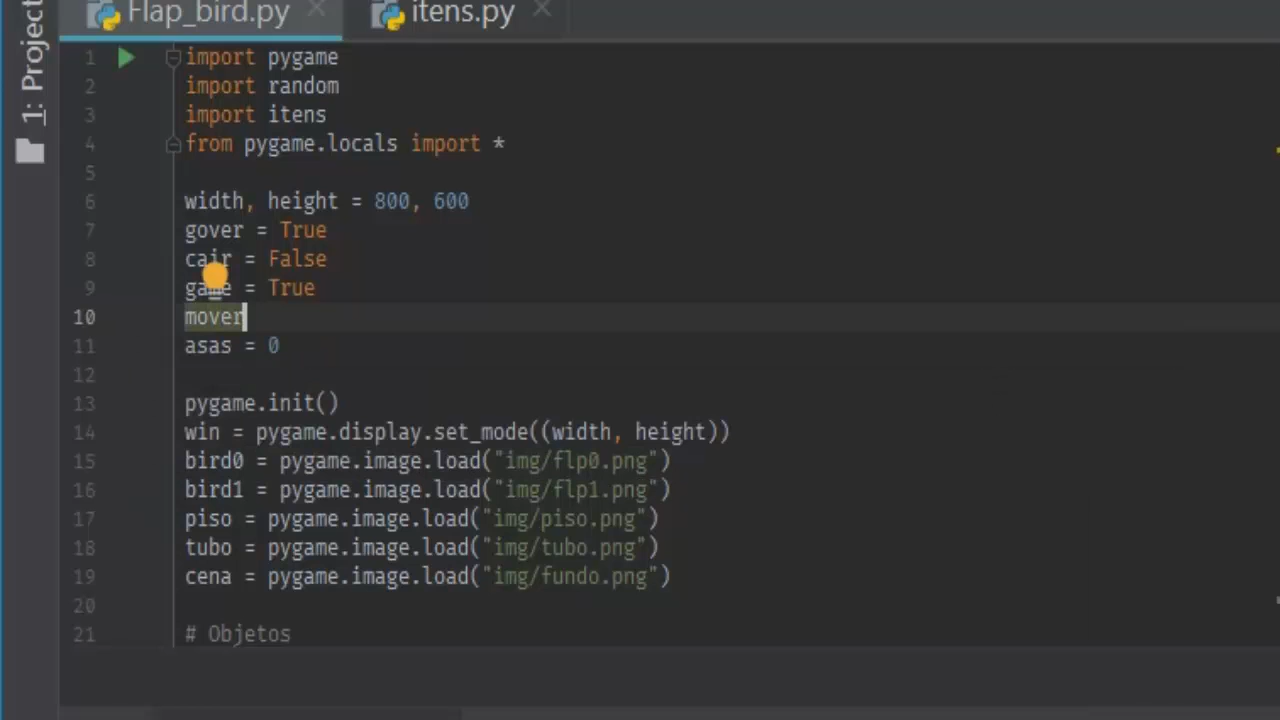 Flap_bird.py
itens.py
1: Project
1 import pygame
2 import random
3 import itens
4 from pygame.locals import *
5
6 width, height = 800, 600
7 gover = True
8 cair = False
9 game = True
10 mover
11 asas = 0
12
13 pygame.init()
14 win = pygame.display.set_mode((width, height))
15 bird0 = pygame.image.load("img/flp0.png")
16 bird1 = pygame.image.load("img/flp1.png")
17 piso = pygame.image.load("img/piso.png")
18 tubo = pygame.image.load("img/tubo.png")
19 cena = pygame.image.load("img/fundo.png")
20
21 # Objetos